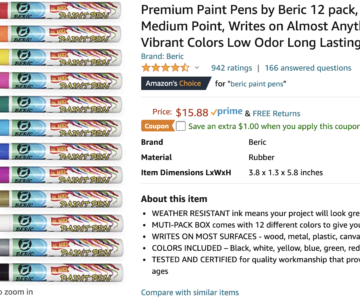 Premium Paint Pens by Beric 12 pack,
Medium Point, Writes on Almost Anyt
Vibrant Colors Low Odor Long Lasting
Brand: Beric
942 ratings | 166 answered questions
Amazon's Choice for "beric paint pens"
Price: $15.88 prime & FREE Returns
Coupon Save an extra $1.00 when you apply this coupon
Brand Beric
Material Rubber
Item Dimensions LxWxH 3.8 x 1.3 x 5.8 inches
About this item
• WEATHER RESISTANT ink means your project will look gre
• MUTI-PACK BOX comes with 12 different colors to give you
• WRITES ON MOST SURFACES - wood, metal, plastic, canva
• COLORS INCLUDED – Black, white, yellow, blue, green, red
• TESTED AND CERTIFIED for quality workmanship that prov
ages
Compare with similar items
BERIC PAINT PEN
BERIC PAINT PEN
BERIC PAINT PEN
BERIC PAINT PEN
BERIC PAINT PEN
BERIC PAINT PEN
BERIC PAINT PEN
BERIC PAINT PEN
BERIC PAINT PEN
BERIC PAINT PEN
BERIC PAINT PEN
BERIC PAINT PEN
o zoom in